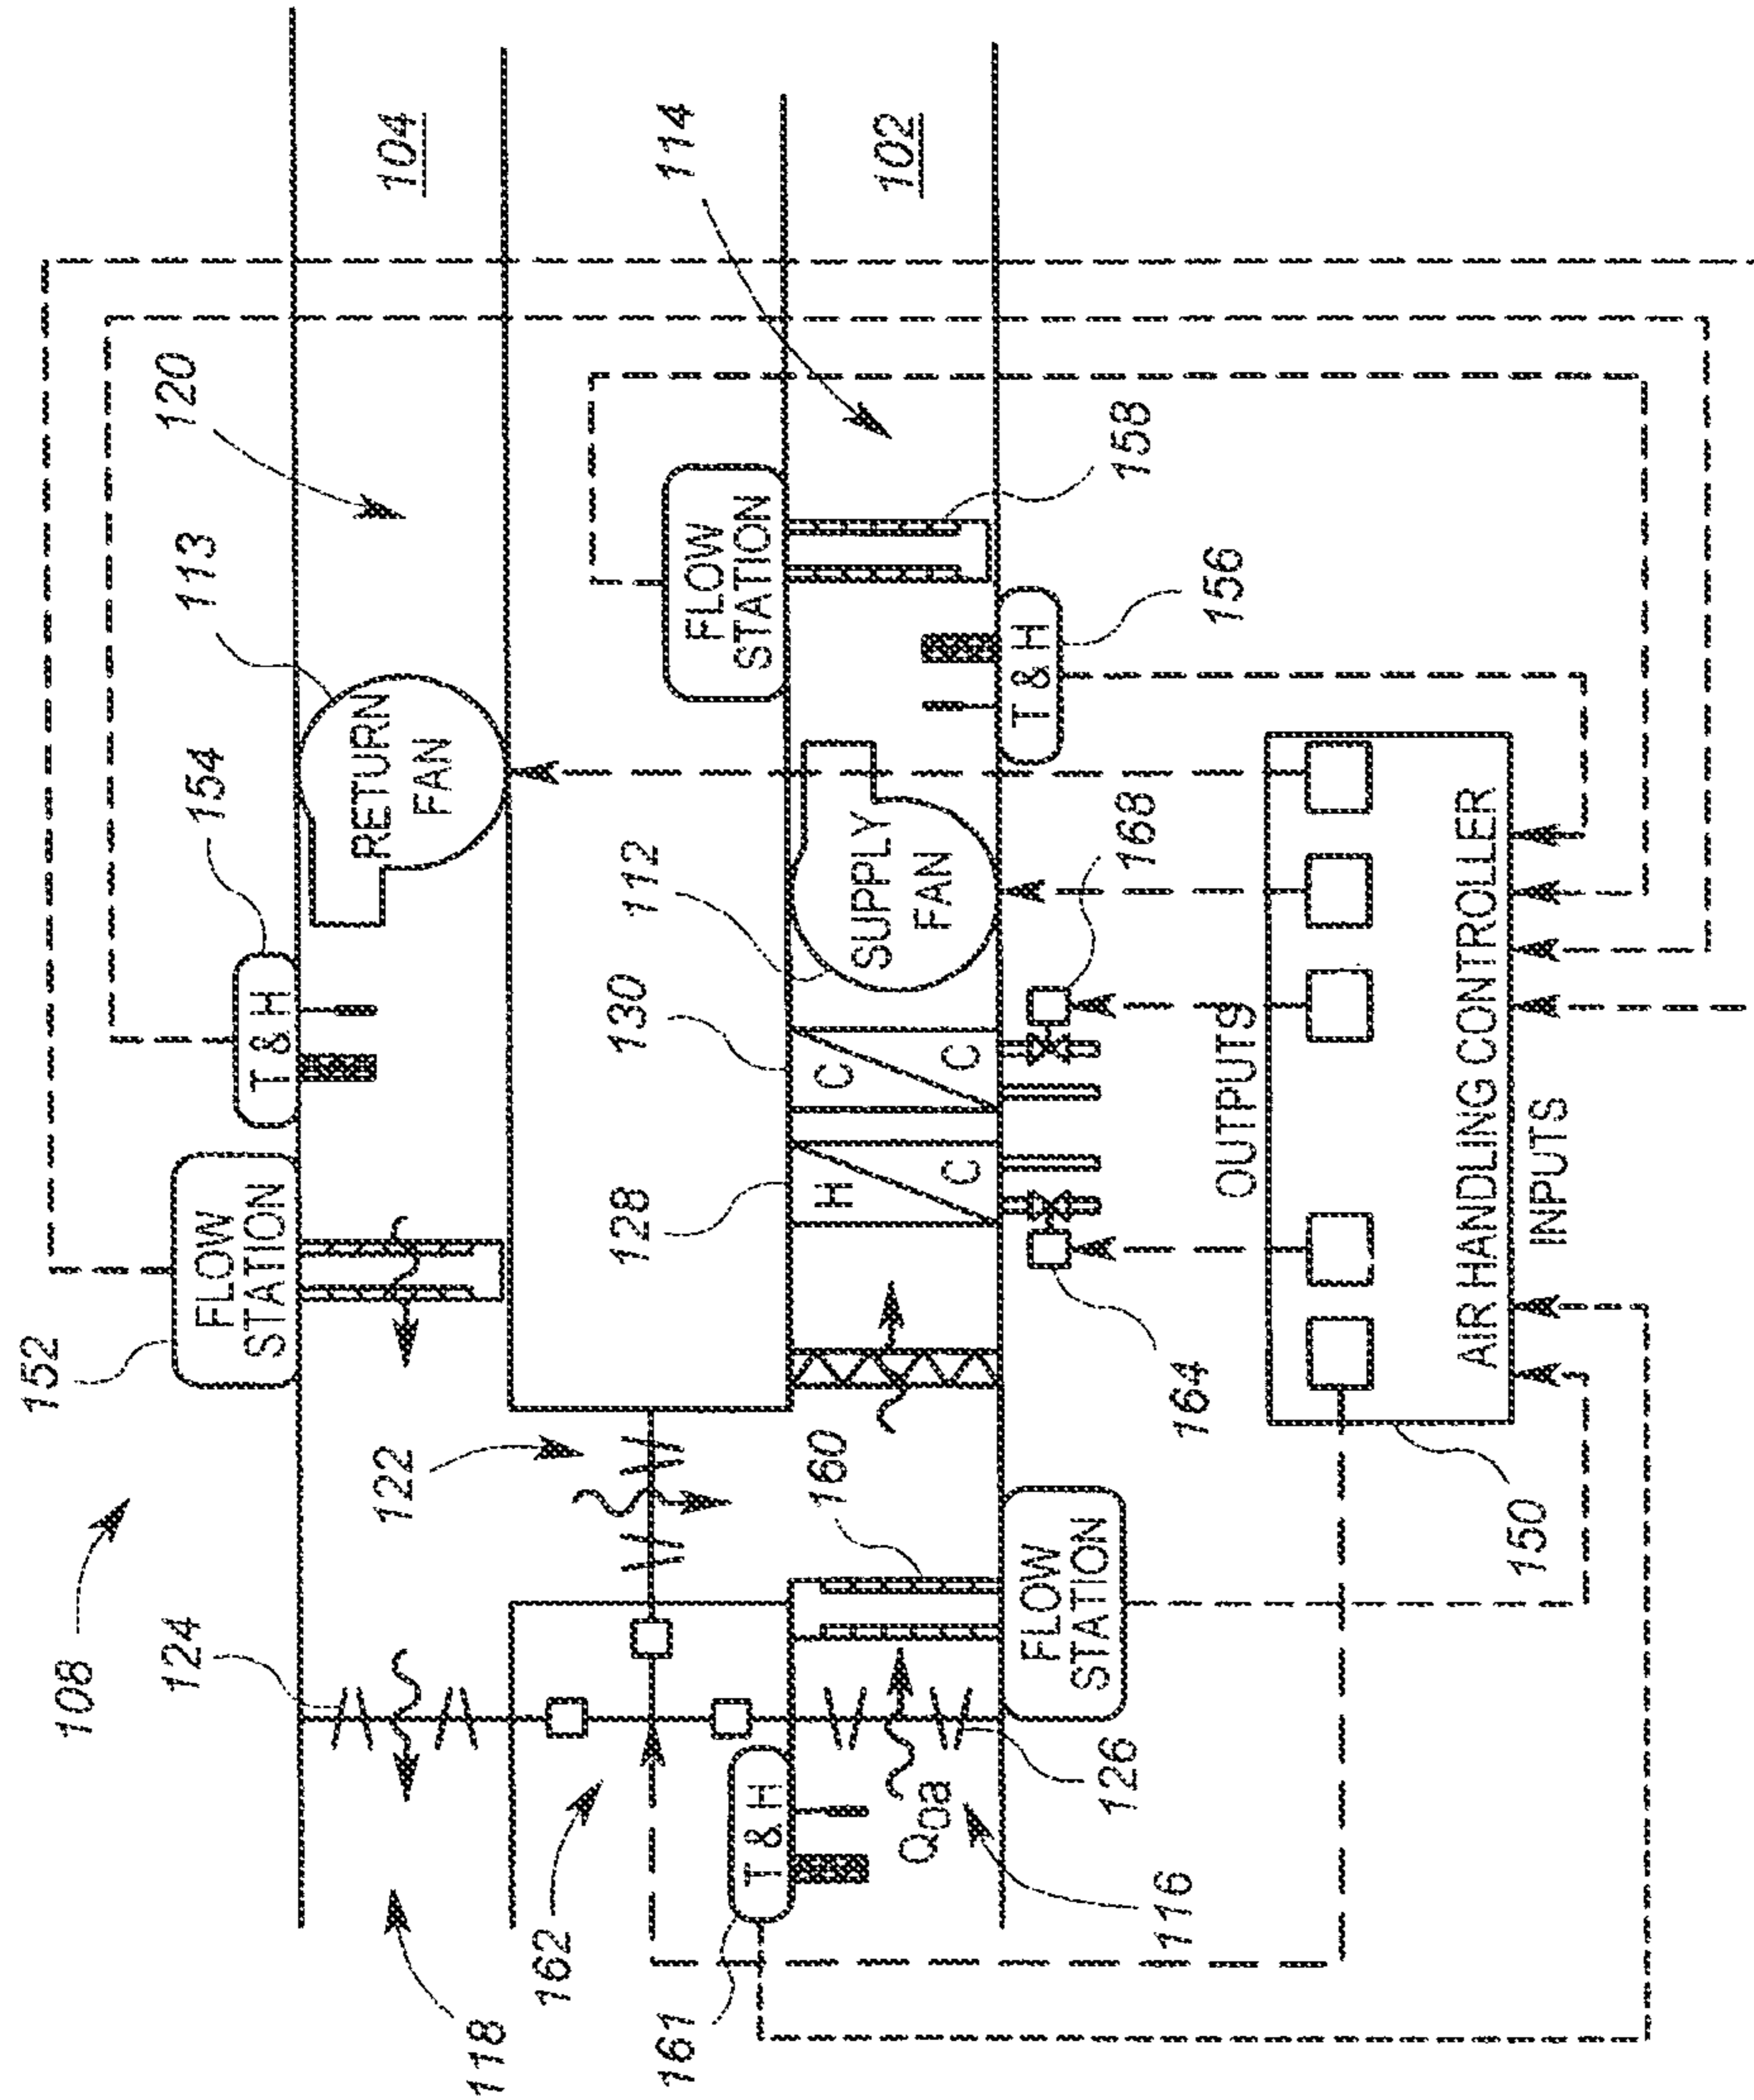 108
152
FLOW
STATION
154
T & H
113
RETURN
FAN
120
104
124
118
122
162
161
T & H
QOa
116
126
160
FLOW
STATION
128
H
C
130
C
C
112
SUPPLY
FAN
FLOW
STATION
158
114
102
T & H
156
164
168
OUTPUTS
AIR HANDLING CONTROLLER
INPUTS
150